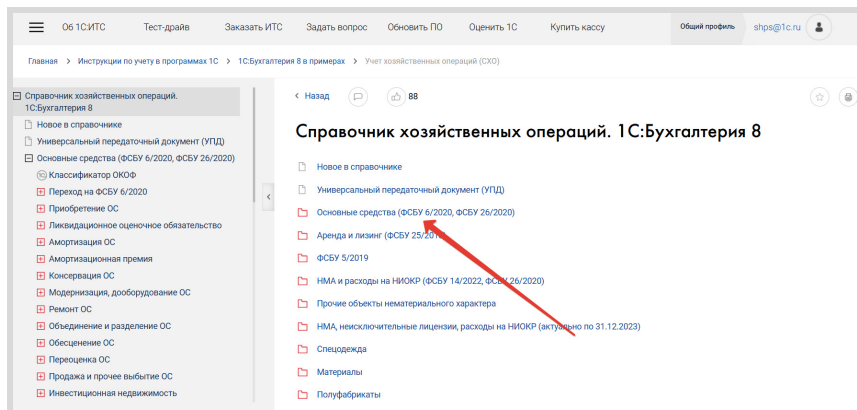 Об 1С:ИТС Тест-драйв Заказать ИТС Задать вопрос Обновить ПО Оценить 1С Купить кассу Общий профиль shps@1c.ru
Главная > Инструкции по учету в программах 1С > 1С:Бухгалтерия 8 в примерах > Учет хозяйственных операций (СХО)
Справочник хозяйственных операций.
1С:Бухгалтерия 8
Новое в справочнике
Универсальный передаточный документ (УПД)
Основные средства (ФСБУ 6/2020, ФСБУ 26/2020)
Классификатор ОКОФ
Переход на ФСБУ 6/2020
Приобретение ОС
Ликвидационное оценочное обязательство
Амортизация ОС
Амортизационная премия
Консервация ОС
Модернизация, дооборудование ОС
Ремонт ОС
Объединение и разделение ОС
Обесценение ОС
Переоценка ОС
Продажа и прочее выбытие ОС
Инвестиционная недвижимость
< Назад 88
Справочник хозяйственных операций. 1С:Бухгалтерия 8
Новое в справочнике
Универсальный передаточный документ (УПД)
Основные средства (ФСБУ 6/2020, ФСБУ 26/2020)
Аренда и лизинг (ФСБУ
ФСБУ 5/2019
НМА и расходы на НИОКР (ФСБУ 14/2022, ФСБУ 26/2020)
Прочие объекты нематериального характера
НМА, неисключительные лицензии, расходы на НИОКР (актуально по 31.12.2023)
Спецодежда
Материалы
Полуфабрикаты